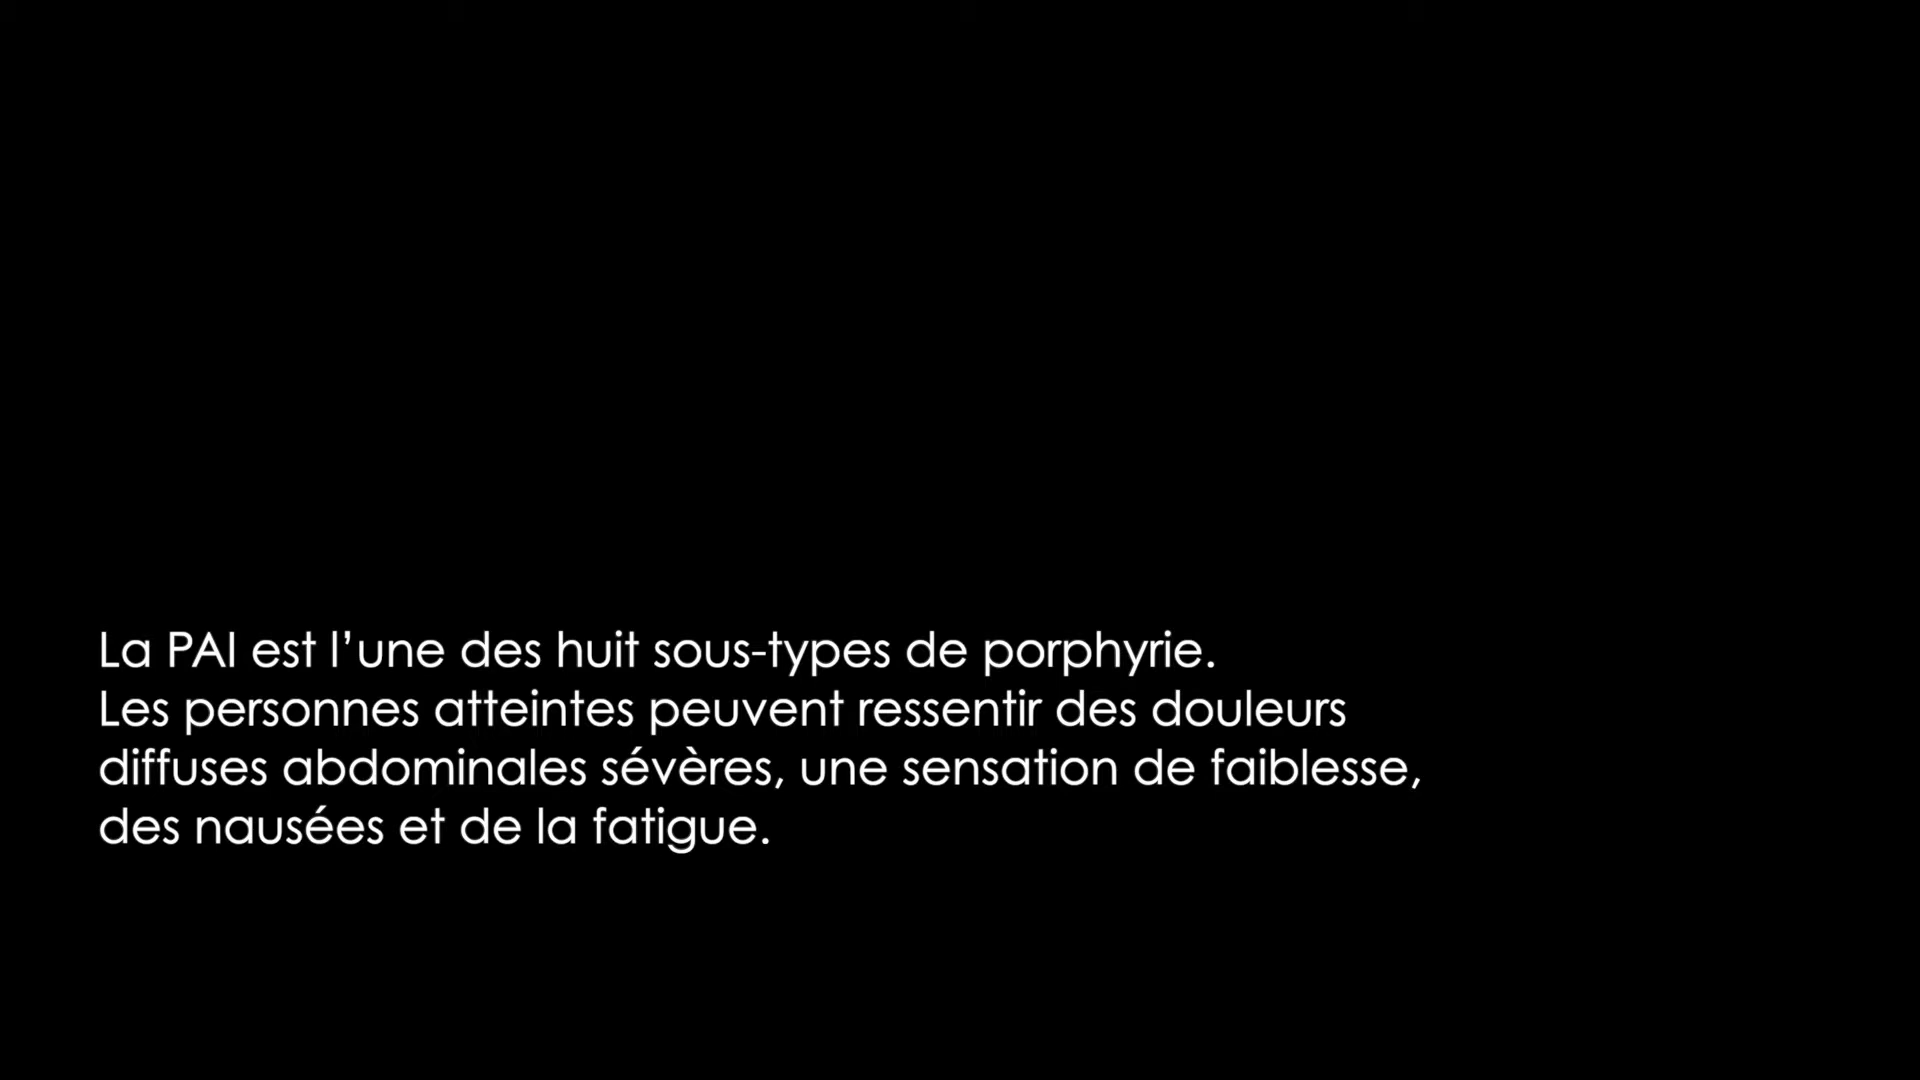 La PAI est l’une des huit sous-types de porphyrie.
Les personnes atteintes peuvent ressentir des douleurs
diffuses abdominales sévères, une sensation de faiblesse,
des nausées et de la fatigue.